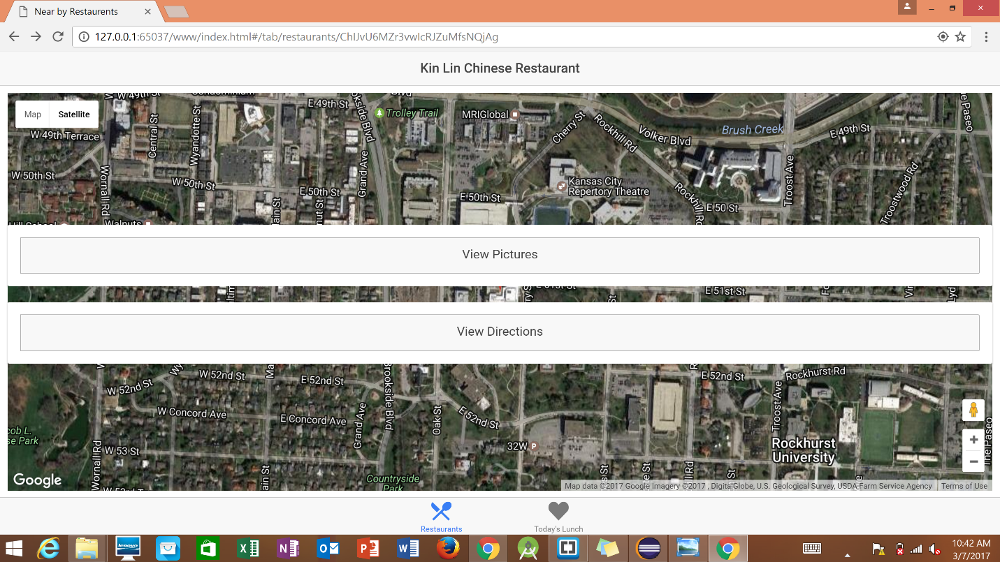 Near by Restaurents
127.0.0.1:65037/www/index.html#/tab/restaurants/ChIJvU6MZr3vwIcRJZuMfsNQjAg
Kin Lin Chinese Restaurant
Map Satellite
W 49th St
E 49th St
Trolley Trail
MRIGlobal
Cherry St
Rockhill Rd
Volker Blvd
Brush Creek
E 49th St
W 49th Terrace
Central St
Wyandotte St
Grand Ave
W 50th St
Wornall Rd
W 50th St
E 50th St
E 50th St
Kansas City
Repertory Theatre
E 50 St
Troost Ave
Troostwood Rd
Walnuts
View Pictures
E 51st St
E 51st St
View Directions
W 52nd St
W 52nd St
E 52nd St
Brookside Blvd
E 52nd St
Rockhurst Rd
W Concord Ave
E Concord Ave
Grand Ave
Oak St
E 52nd St
Troost Ave
Wornall Rd
W 53 St
32W P
Rockhurst
University
Countryside
Park
Google
Map data ©2017 Google Imagery ©2017 , DigitalGlobe, U.S. Geological Survey, USDA Farm Service Agency Terms of Use
Restaurants
Today's Lunch
10:42 AM
3/7/2017